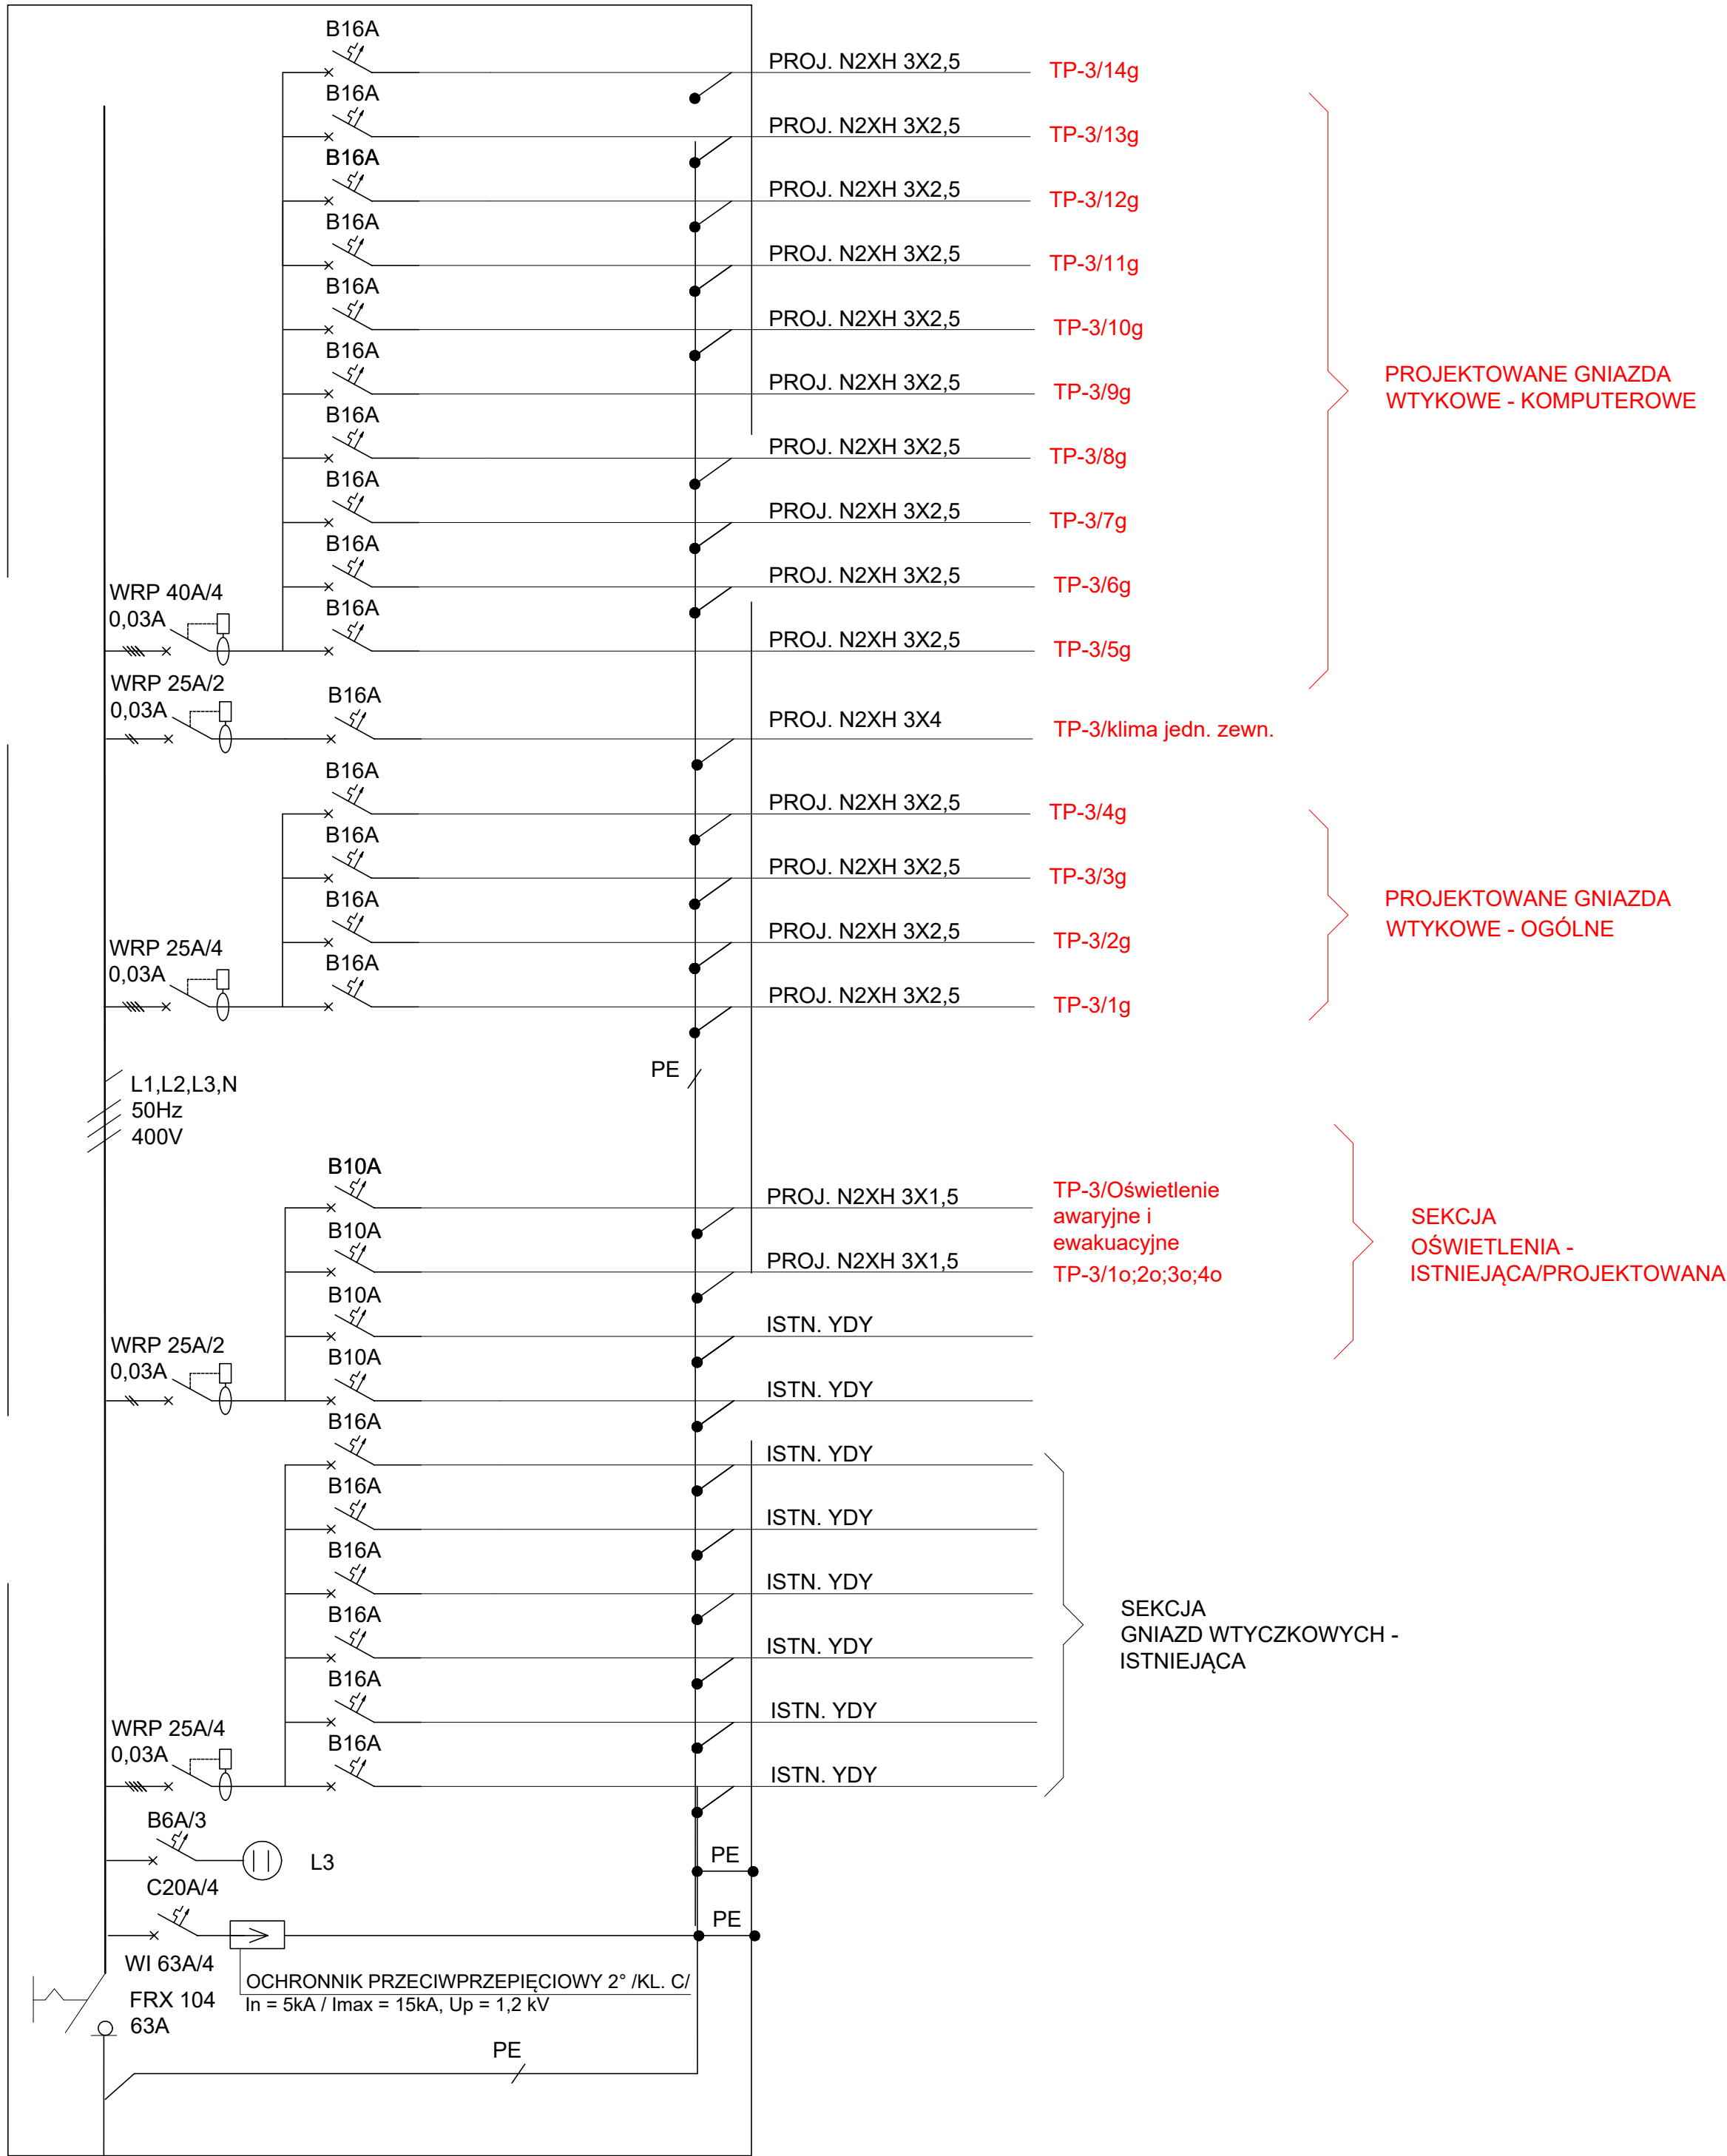 B16A
PROJ. N2XH 3X2,5
TP-3/14g
B16A
PROJ. N2XH 3X2,5
TP-3/13g
B16A
PROJ. N2XH 3X2,5
TP-3/12g
B16A
PROJ. N2XH 3X2,5
TP-3/11g
B16A
PROJ. N2XH 3X2,5
TP-3/10g
B16A
PROJ. N2XH 3X2,5
TP-3/9g
PROJEKTOWANE GNIAZDA
WTYKOWE - KOMPUTEROWE
B16A
PROJ. N2XH 3X2,5
TP-3/8g
B16A
PROJ. N2XH 3X2,5
TP-3/7g
B16A
PROJ. N2XH 3X2,5
TP-3/6g
WRP 40A/4
0,03A
B16A
PROJ. N2XH 3X2,5
TP-3/5g
WRP 25A/2
0,03A
B16A
PROJ. N2XH 3X4
TP-3/klima jedn. zewn.
B16A
PROJ. N2XH 3X2,5
TP-3/4g
B16A
PROJ. N2XH 3X2,5
TP-3/3g
PROJEKTOWANE GNIAZDA
WTYKOWE - OGÓLNE
B16A
PROJ. N2XH 3X2,5
TP-3/2g
WRP 25A/4
0,03A
B16A
PROJ. N2XH 3X2,5
TP-3/1g
PE
L1,L2,L3,N
50Hz
400V
B10A
PROJ. N2XH 3X1,5
TP-3/Oświetlenie
awaryjne i
ewakuacyjne
B10A
PROJ. N2XH 3X1,5
TP-3/1o;2o;3o;4o
SEKCJA
OŚWIETLENIA -
ISTNIEJĄCA/PROJEKTOWANA
B10A
ISTN. YDY
WRP 25A/2
0,03A
B10A
ISTN. YDY
B16A
ISTN. YDY
B16A
ISTN. YDY
B16A
ISTN. YDY
B16A
ISTN. YDY
SEKCJA
GNIAZD WTYCZKOWYCH -
ISTNIEJĄCA
B16A
ISTN. YDY
WRP 25A/4
0,03A
B16A
ISTN. YDY
B6A/3
L3
PE
C20A/4
PE
WI 63A/4
FRX 104
63A
OCHRONNIK PRZECIWPRZEPIĘCIOWY 2° /KL. C/
In = 5kA / Imax = 15kA, Up = 1,2 kV
PE